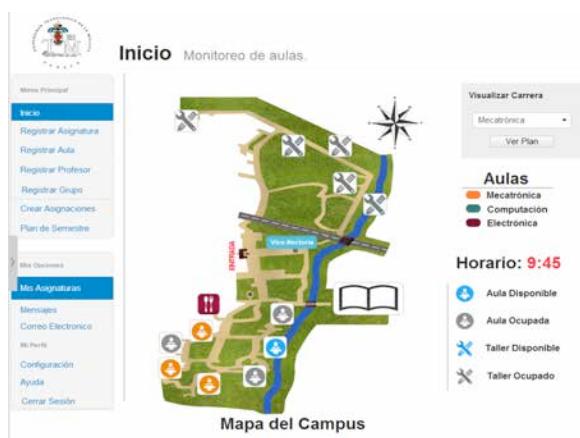 Inicio Monitoreo de aulas.
Menu Principal
Inicio
Registrar Asignatura
Registrar Aula
Registrar Profesor
Registrar Grupo
Crear Asignaciones
Plan de Semestre
Mis Opciones
Mis Asignaturas
Mensajes
Correo Electronico
Mi Perfil
Configuración
Ayuda
Cerrar Sesión
Vice-Rectoria
ENTRADA
Mapa del Campus
Visualizar Carrera
Mecatrónica
Ver Plan
Aulas
Mecatrónica
Computación
Electrónica
Horario: 9:45
Aula Disponible
Aula Ocupada
Taller Disponible
Taller Ocupado